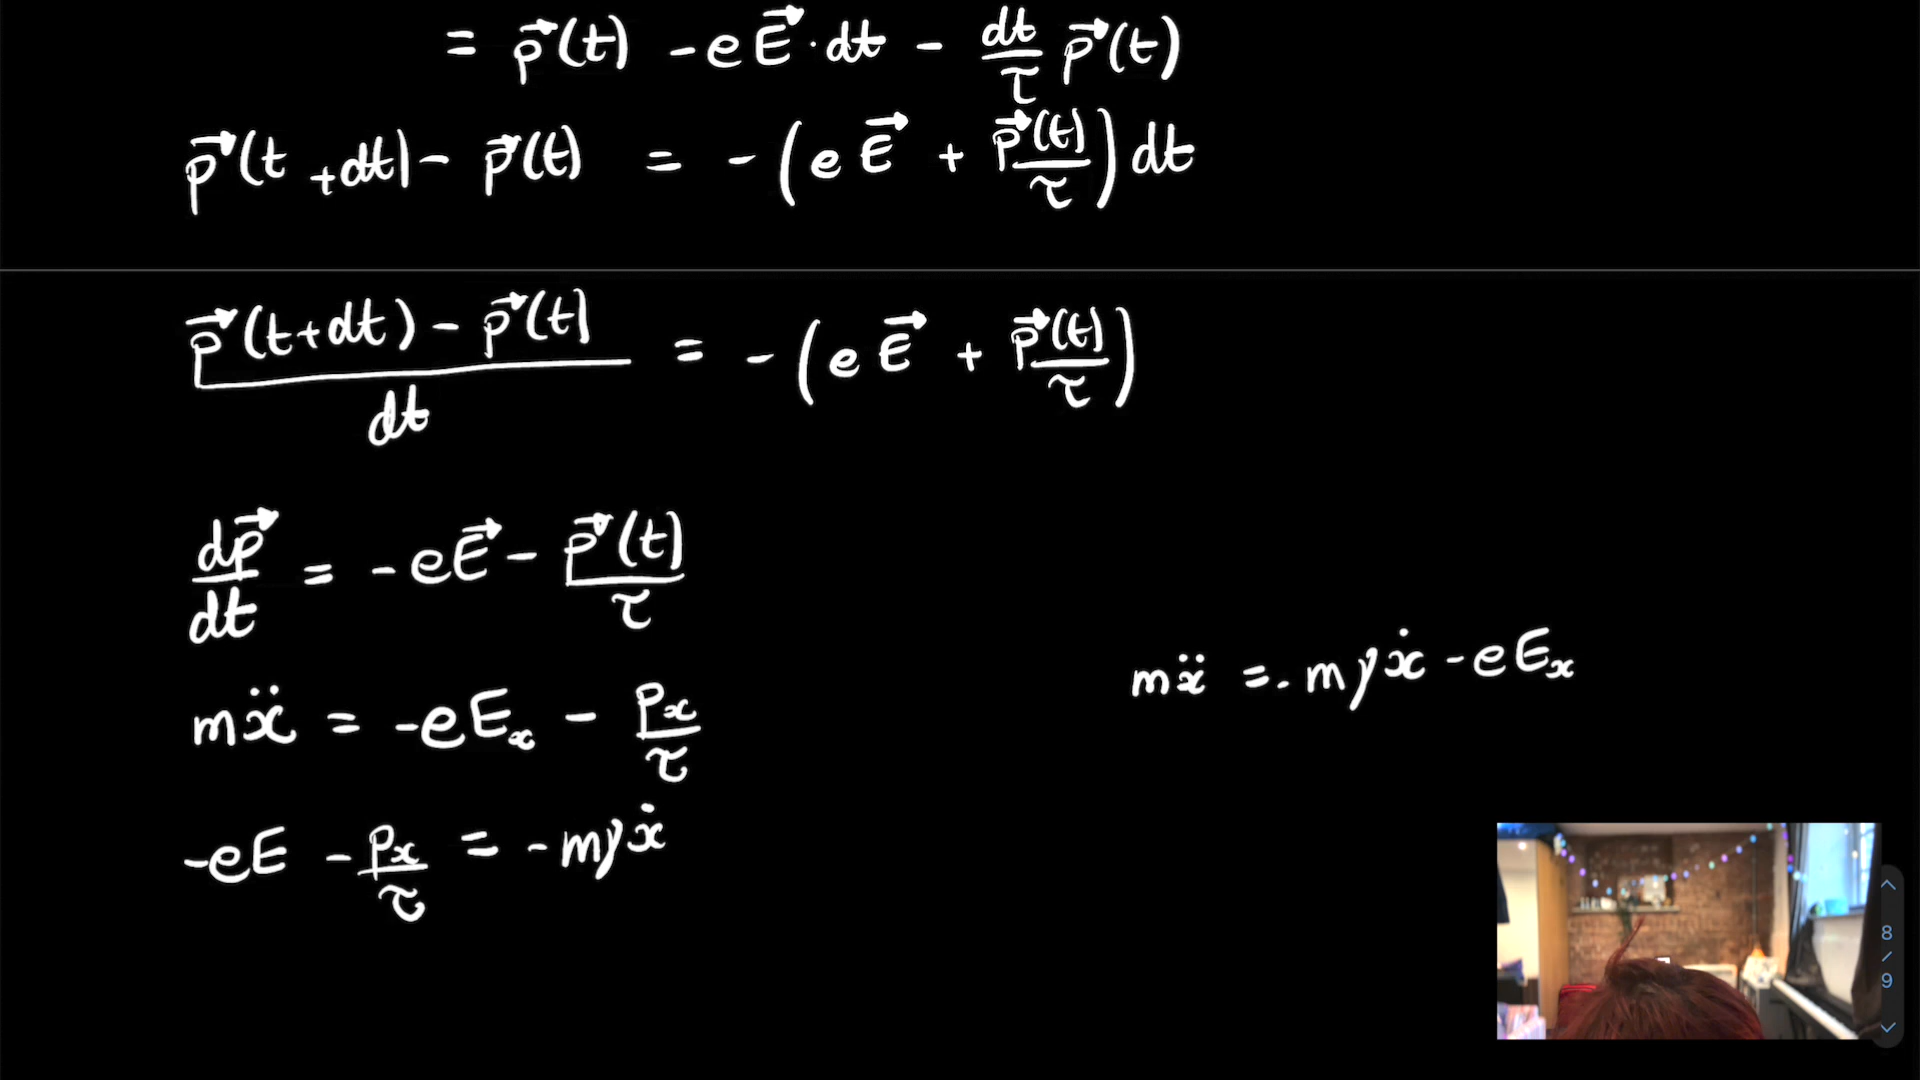 = p⃗(t) - eE⃗·dt - dt/τ p⃗(t)
p⃗(t+dt) - p⃗(t) = -(eE⃗ + p⃗(t)/τ)dt
(p⃗(t+dt) - p⃗(t))/dt = -(eE⃗ + p⃗(t)/τ)
dp⃗/dt = -eE⃗ - p⃗(t)/τ
mẍ = -eEₓ - pₓ/τ
mẍ = -mγẋ - eEₓ
-eE - pₓ/τ = -mγẋ
8
/
9